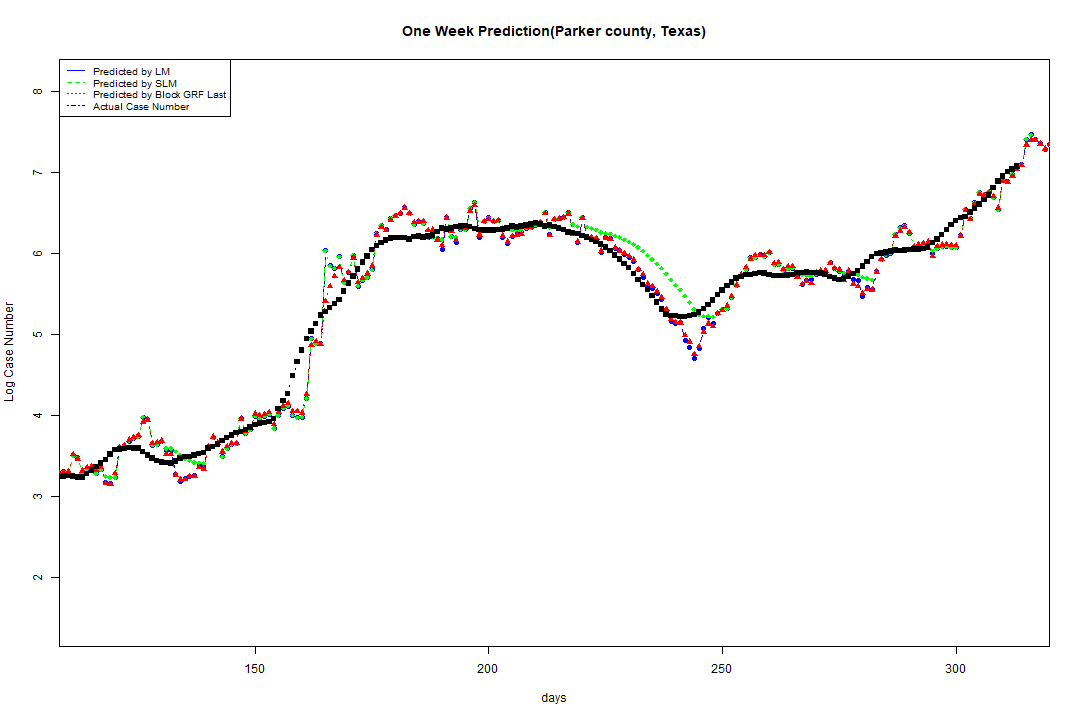 One Week Prediction(Parker county, Texas)
Predicted by LM
Predicted by SLM
Predicted by Block GRF Last
Actual Case Number
8
7
6
5
4
3
2
Log Case Number
150 200 250 300
days